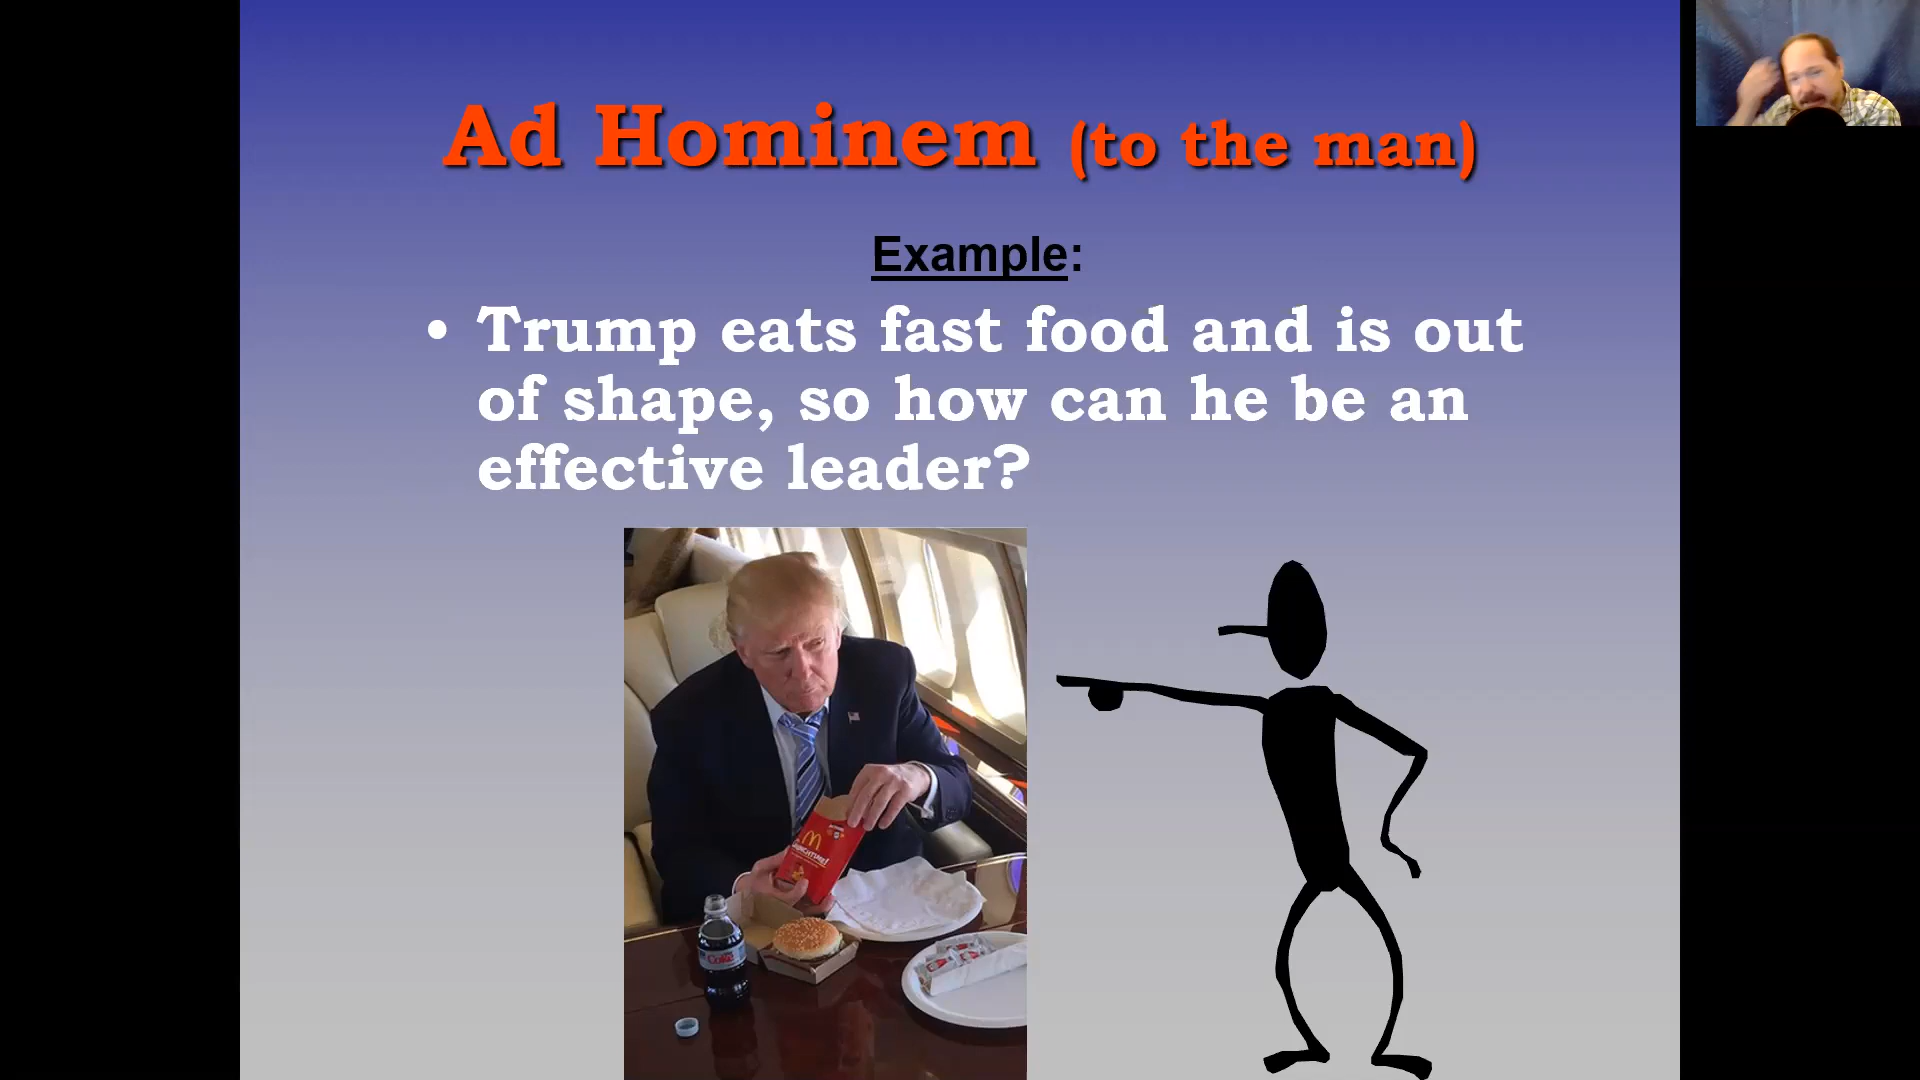 Ad Hominem (to the man)
Example:
• Trump eats fast food and is out
of shape, so how can he be an
effective leader?
Coke